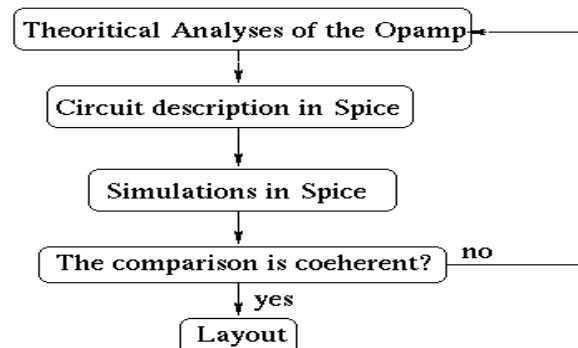 Theoritical Analyses of the Opamp
Circuit description in Spice
Simulations in Spice
The comparison is coeherent?
no
yes
Layout